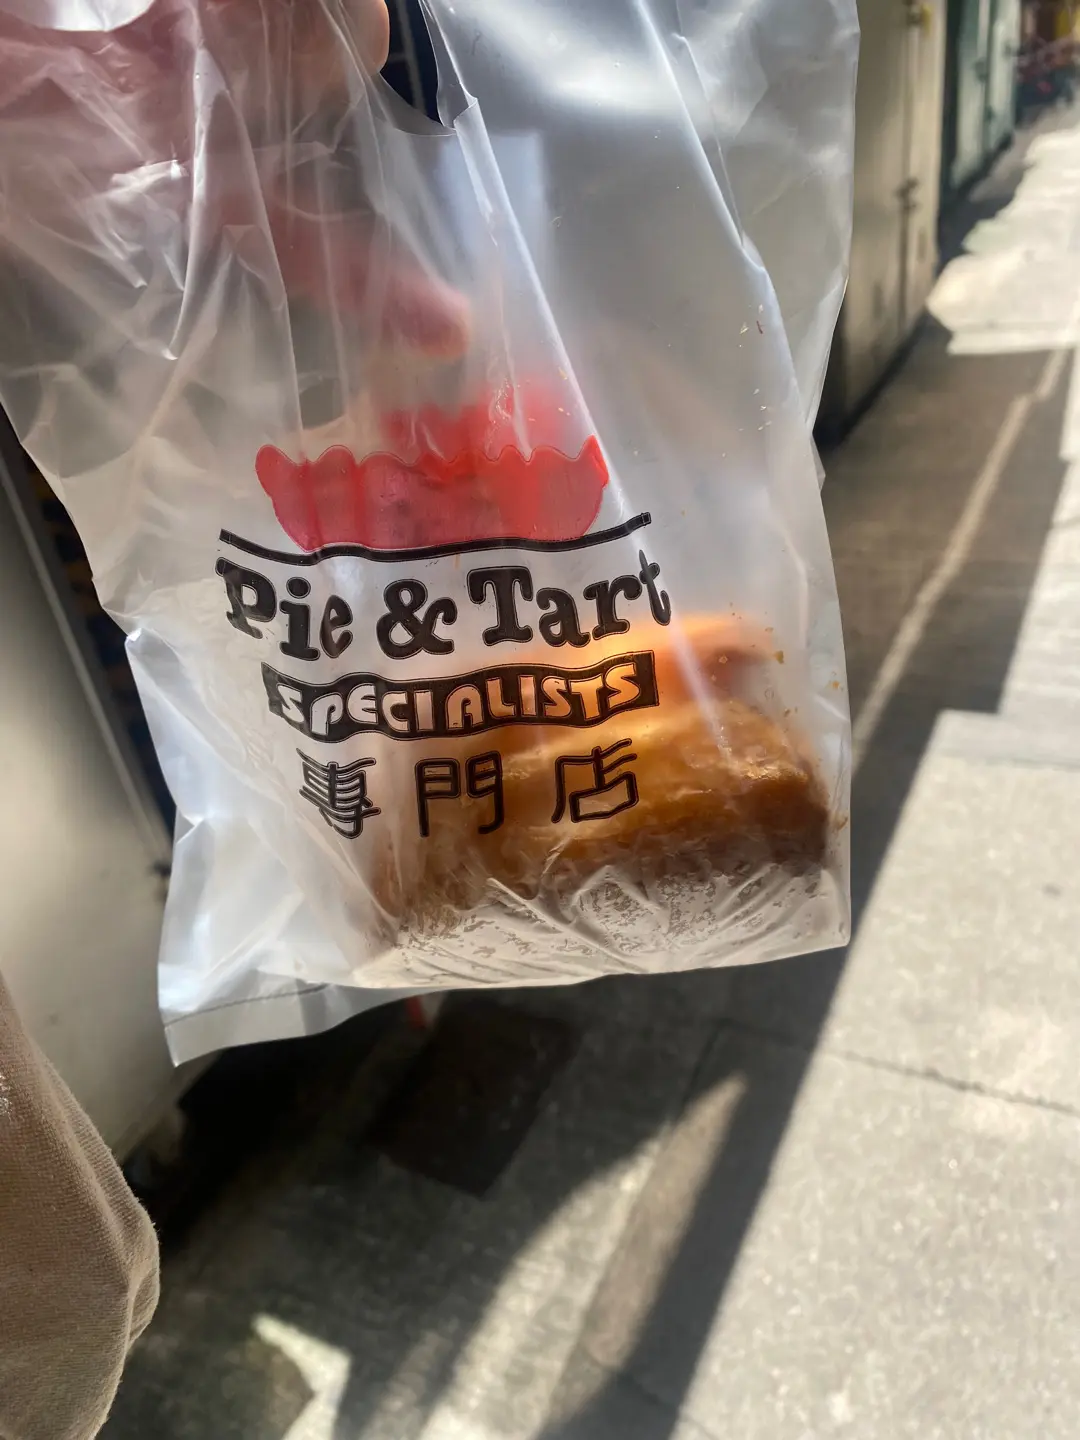 Pie & Tart
SPECIALISTS
專門店